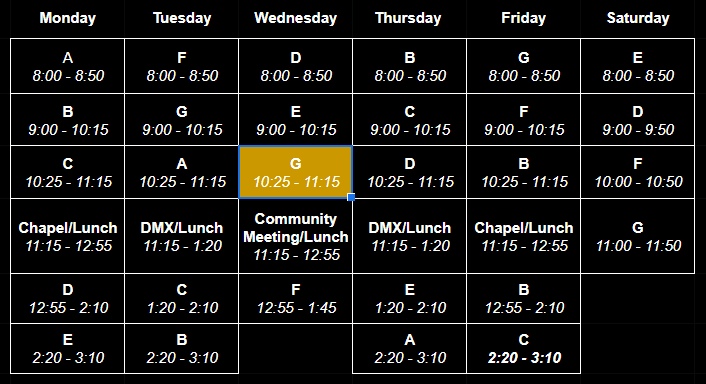 Monday Tuesday Wednesday Thursday Friday Saturday
A F D B G E
8:00 - 8:50 8:00 - 8:50 8:00 - 8:50 8:00 - 8:50 8:00 - 8:50 8:00 - 8:50
B G E C F D
9:00 - 10:15 9:00 - 10:15 9:00 - 10:15 9:00 - 10:15 9:00 - 10:15 9:00 - 9:50
C A G D B F
10:25 - 11:15 10:25 - 11:15 10:25 - 11:15 10:25 - 11:15 10:25 - 11:15 10:00 - 10:50
Chapel/Lunch DMX/Lunch Community Meeting/Lunch DMX/Lunch Chapel/Lunch G
11:15 - 12:55 11:15 - 1:20 11:15 - 12:55 11:15 - 1:20 11:15 - 12:55 11:00 - 11:50
D C F E A
12:55 - 2:10 1:20 - 2:10 12:55 - 1:45 1:20 - 2:10 12:55 - 2:10
E B A C
2:20 - 3:10 2:20 - 3:10 2:20 - 3:10 2:20 - 3:10